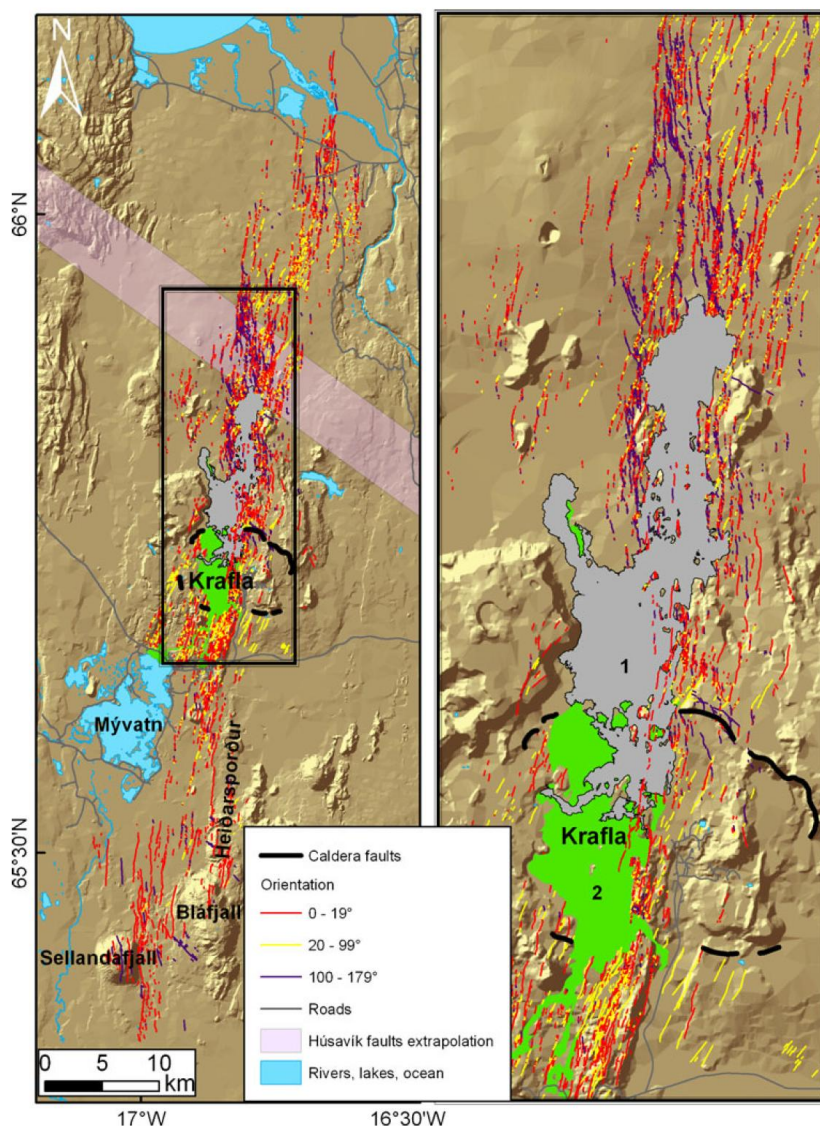 N
66°N
Krafla
1
Mývatn
Heiðarsporður
Krafla
65°30'N
2
Bláfjall
Sellandafjall
Caldera faults
Orientation
0 - 19°
20 - 99°
100 - 179°
Roads
Húsavík faults extrapolation
Rivers, lakes, ocean
0 5 10
km
17°W
16°30'W